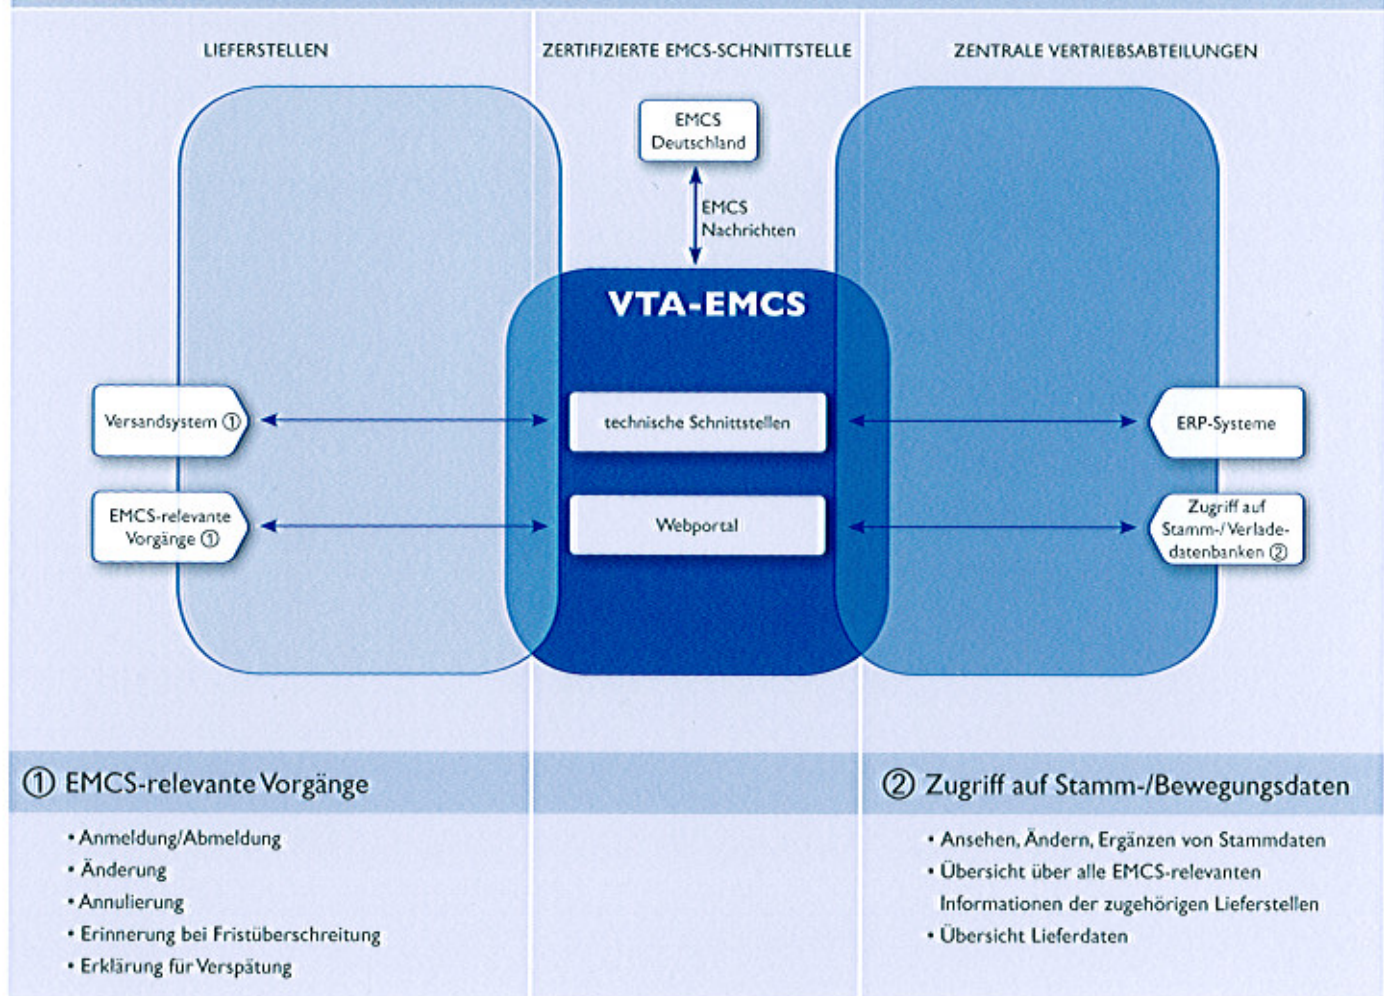 LIEFERSTELLEN
ZERTIFIZIERTE EMCS-SCHNITTSTELLE
ZENTRALE VERTRIEBSABTEILUNGEN
EMCS
Deutschland
EMCS
Nachrichten
VTA-EMCS
Versandsystem ①
technische Schnittstellen
ERP-Systeme
EMCS-relevante
Vorgänge ①
Webportal
Zugriff auf
Stamm-/Verlade-
datenbanken ②
① EMCS-relevante Vorgänge
• Anmeldung/Abmeldung
• Änderung
• Annulierung
• Erinnerung bei Fristüberschreitung
• Erklärung für Verspätung
② Zugriff auf Stamm-/Bewegungsdaten
• Ansehen, Ändern, Ergänzen von Stammdaten
• Übersicht über alle EMCS-relevanten
Informationen der zugehörigen Lieferstellen
• Übersicht Lieferdaten